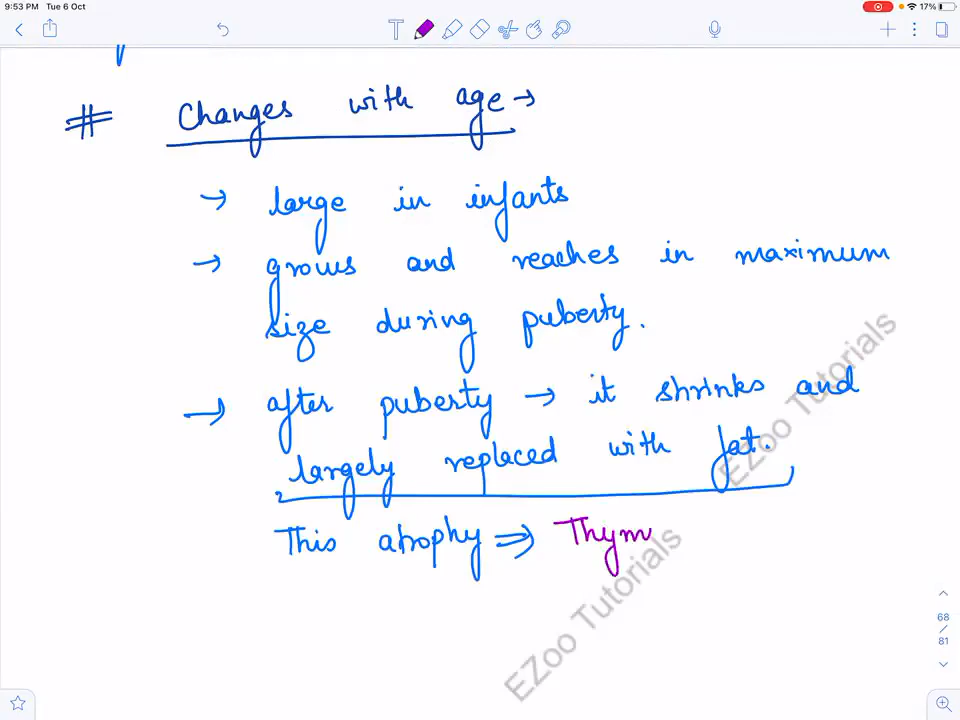 9:53 PM Tue 6 Oct
17%
# Changes with age →
→ large in infants
→ grows and reaches in maximum
size during puberty.
→ after puberty → it shrinks and
largely replaced with fat.
This atrophy ⇒ Thym
EZoo Tutorials
EZoo Tutorials
68
/
81